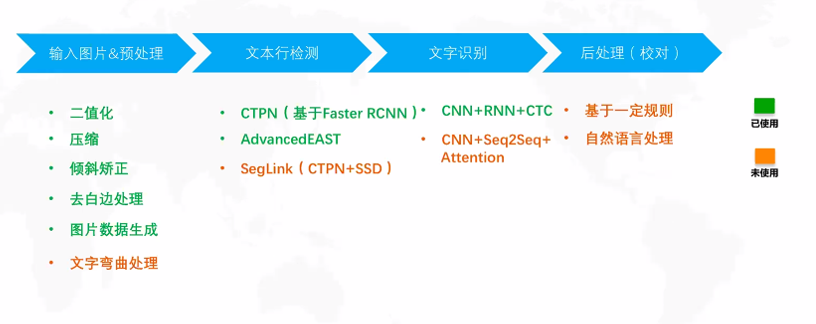 输入图片&预处理
文本行检测
文字识别
后处理（校对）
• 二值化
• 压缩
• 倾斜矫正
• 去白边处理
• 图片数据生成
• 文字弯曲处理
• CTPN（基于Faster RCNN）
• AdvancedEAST
• SegLink（CTPN+SSD）
• CNN+RNN+CTC
• CNN+Seq2Seq+
Attention
• 基于一定规则
• 自然语言处理
已使用
未使用